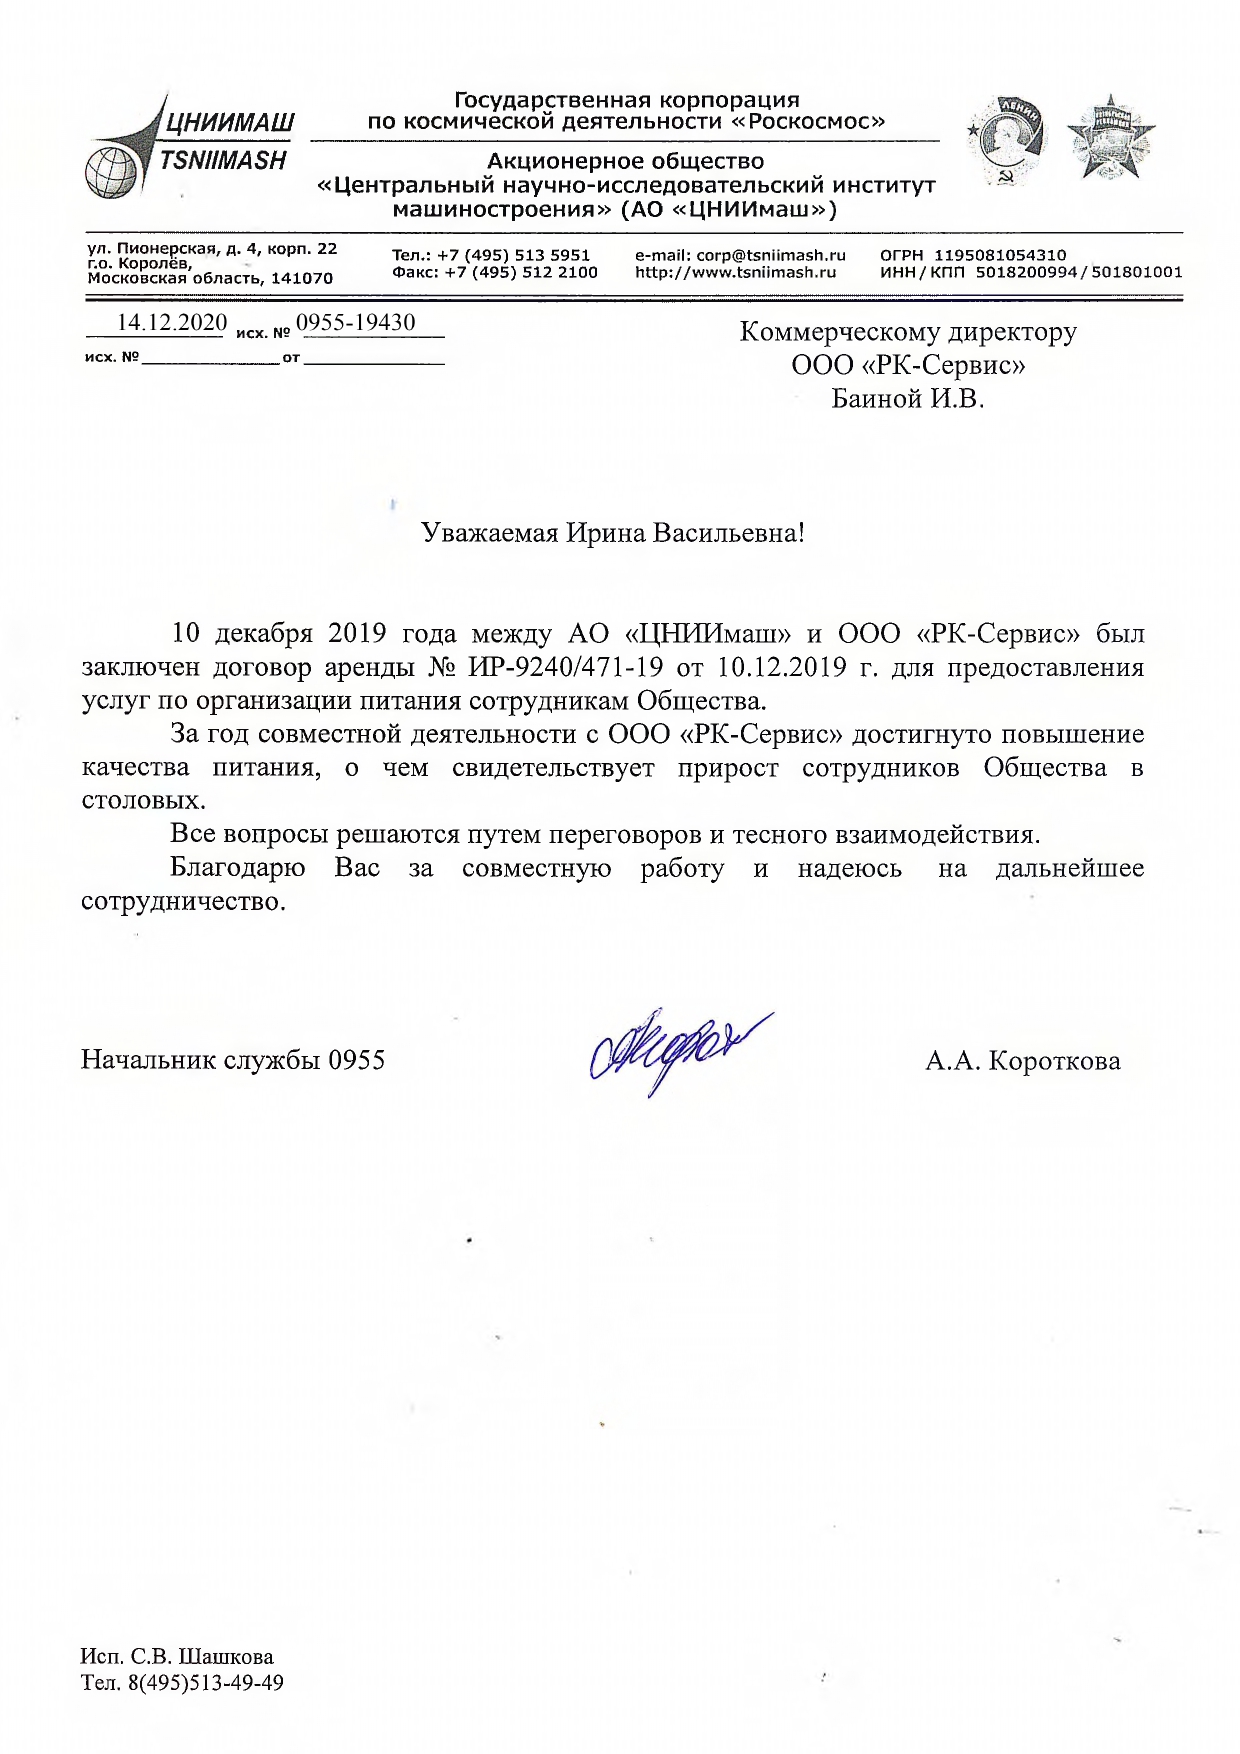 ЦНИИМАШ
TSNIIMASH
Государственная корпорация
по космической деятельности «Роскосмос»
Акционерное общество
«Центральный научно-исследовательский институт
машиностроения» (АО «ЦНИИмаш»)
ЛЕНИН
ул. Пионерская, д. 4, корп. 22
г.о. Королёв,
Московская область, 141070
Тел.: +7 (495) 513 5951
Факс: +7 (495) 512 2100
e-mail: corp@tsniimash.ru
http://www.tsniimash.ru
ОГРН 1195081054310
ИНН/КПП 5018200994/501801001
14.12.2020 исх. № 0955-19430
исх. № от
Коммерческому директору
ООО «РК-Сервис»
Баиной И.В.
Уважаемая Ирина Васильевна!
10 декабря 2019 года между АО «ЦНИИмаш» и ООО «РК-Сервис» был
заключен договор аренды № ИР-9240/471-19 от 10.12.2019 г. для предоставления
услуг по организации питания сотрудникам Общества.
За год совместной деятельности с ООО «РК-Сервис» достигнуто повышение
качества питания, о чем свидетельствует прирост сотрудников Общества в
столовых.
Все вопросы решаются путем переговоров и тесного взаимодействия.
Благодарю Вас за совместную работу и надеюсь на дальнейшее
сотрудничество.
Начальник службы 0955
А.А. Короткова
Исп. С.В. Шашкова
Тел. 8(495)513-49-49